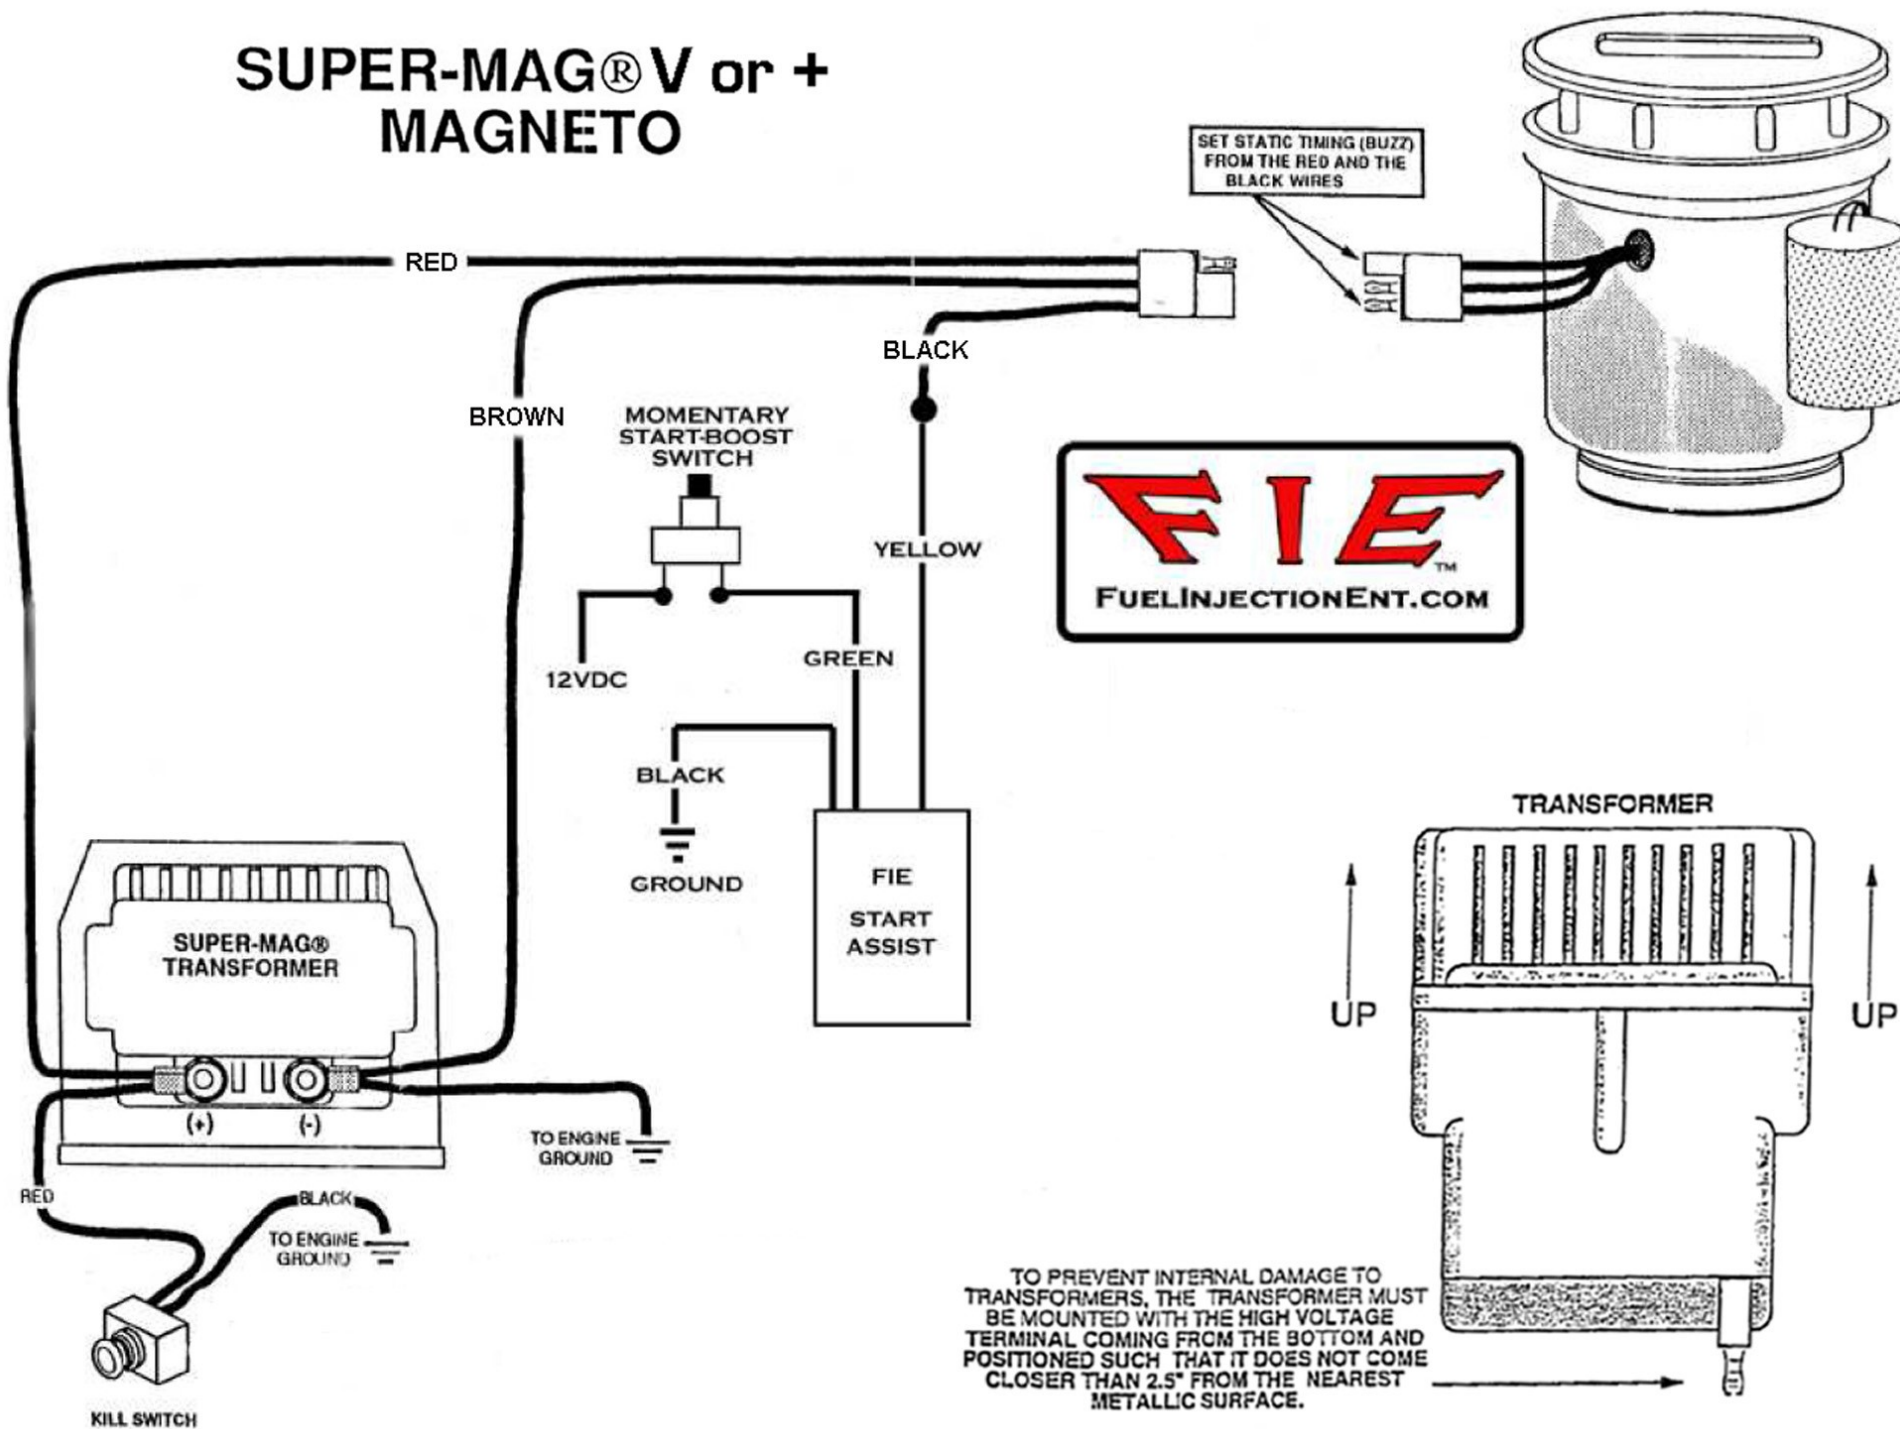 SUPER-MAG® V or +
MAGNETO
SET STATIC TIMING (BUZZ)
FROM THE RED AND THE
BLACK WIRES
RED
BLACK
BROWN
MOMENTARY
START-BOOST
SWITCH
YELLOW
FIE
™
FUELINJECTIONENT.COM
12VDC
GREEN
BLACK
GROUND
FIE
START
ASSIST
TRANSFORMER
UP
UP
SUPER-MAG®
TRANSFORMER
(+)
(-)
TO ENGINE
GROUND
RED
BLACK
TO ENGINE
GROUND
KILL SWITCH
TO PREVENT INTERNAL DAMAGE TO
TRANSFORMERS, THE TRANSFORMER MUST
BE MOUNTED WITH THE HIGH VOLTAGE
TERMINAL COMING FROM THE BOTTOM AND
POSITIONED SUCH THAT IT DOES NOT COME
CLOSER THAN 2.5" FROM THE NEAREST
METALLIC SURFACE.